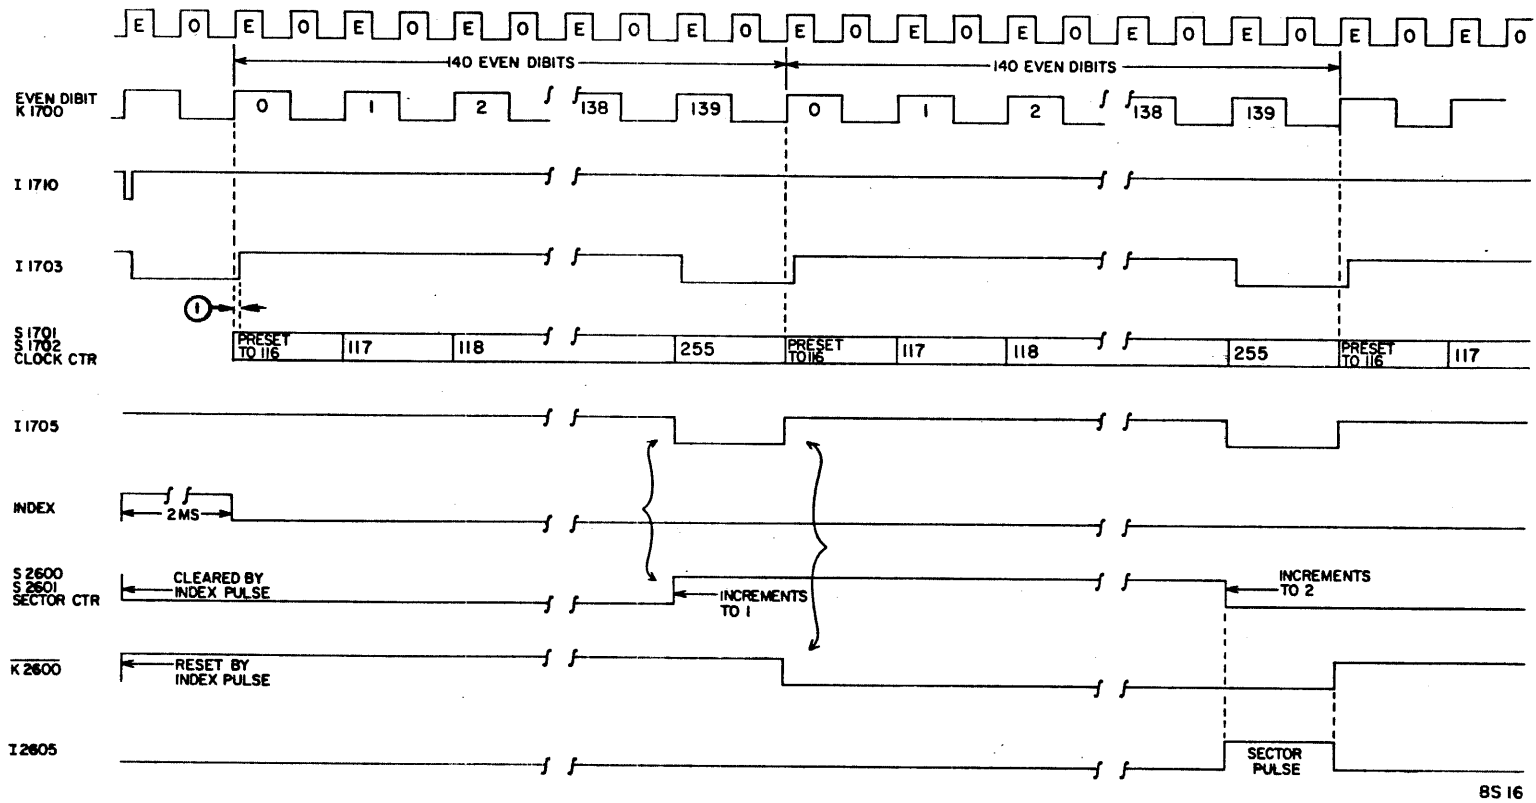 E O E O E O E O E O E O E O E O E O E O E O E O E O
140 EVEN DIBITS 140 EVEN DIBITS
EVEN DIBIT
K 1700
0 1 2 138 139 0 1 2 138 139
I 1710
I 1703
1
S 1701
S 1702
CLOCK CTR
PRESET
TO 116
117 118 255
PRESET
TO 116
117 118 255
PRESET
TO 116
117
I 1705
INDEX
2 MS
S 2600
S 2601
SECTOR CTR
CLEARED BY
INDEX PULSE
INCREMENTS
TO 1
INCREMENTS
TO 2
K 2600
RESET BY
INDEX PULSE
I 2605
SECTOR
PULSE
8S 16